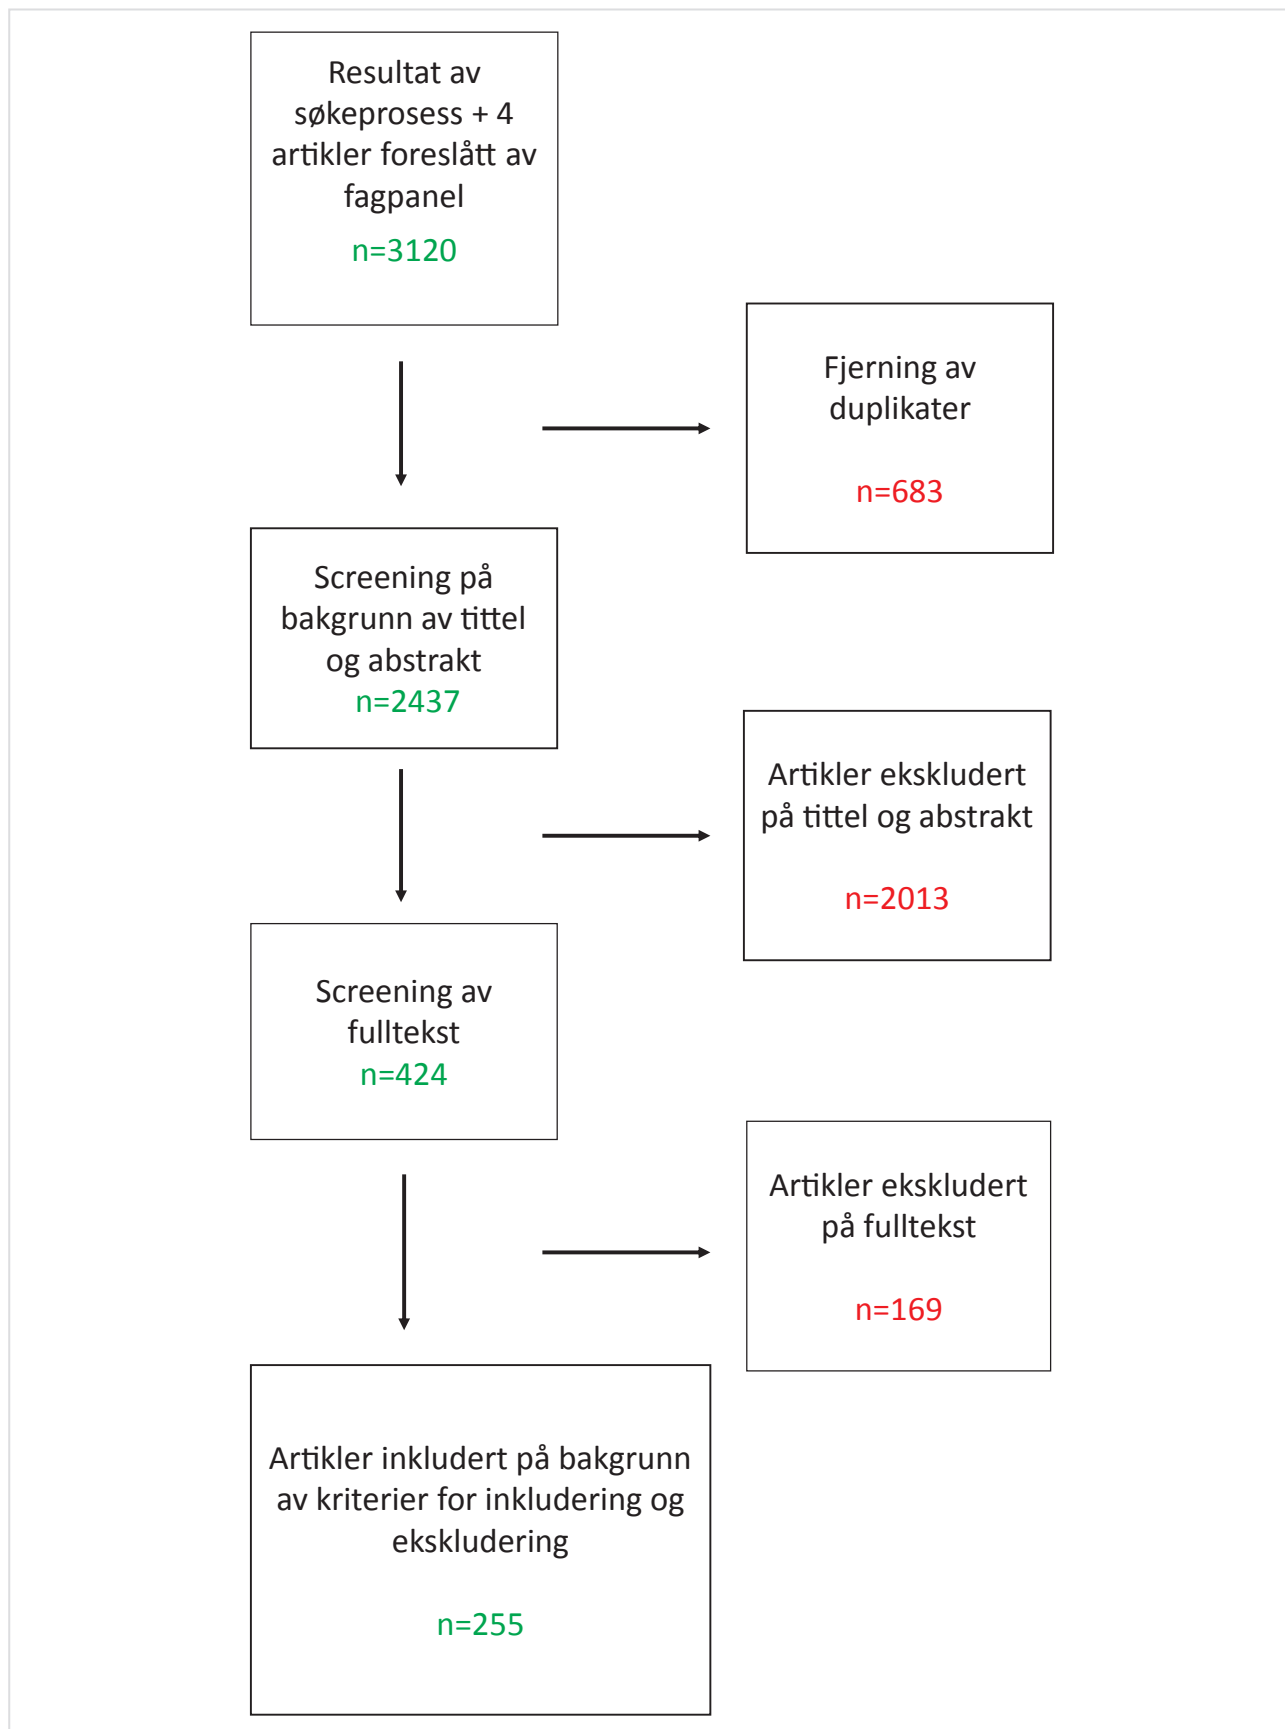 Resultat av
søkeprosess + 4
artikler foreslått av
fagpanel
n=3120
Fjerning av
duplikater
n=683
Screening på
bakgrunn av tittel
og abstrakt
n=2437
Artikler ekskludert
på tittel og abstrakt
n=2013
Screening av
fulltekst
n=424
Artikler ekskludert
på fulltekst
n=169
Artikler inkludert på bakgrunn
av kriterier for inkludering og
ekskludering
n=255